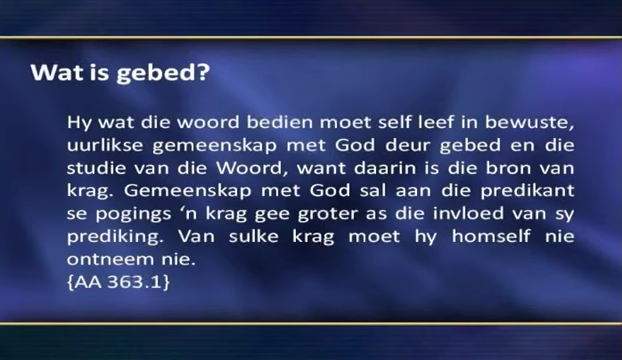 Wat is gebed?
Hy wat die woord bedien moet self leef in bewuste,
uurlikse gemeenskap met God deur gebed en die
studie van die Woord, want daarin is die bron van
krag. Gemeenskap met God sal aan die predikant
se pogings ‘n krag gee groter as die invloed van sy
prediking. Van sulke krag moet hy homself nie
ontneem nie.
{AA 363.1}